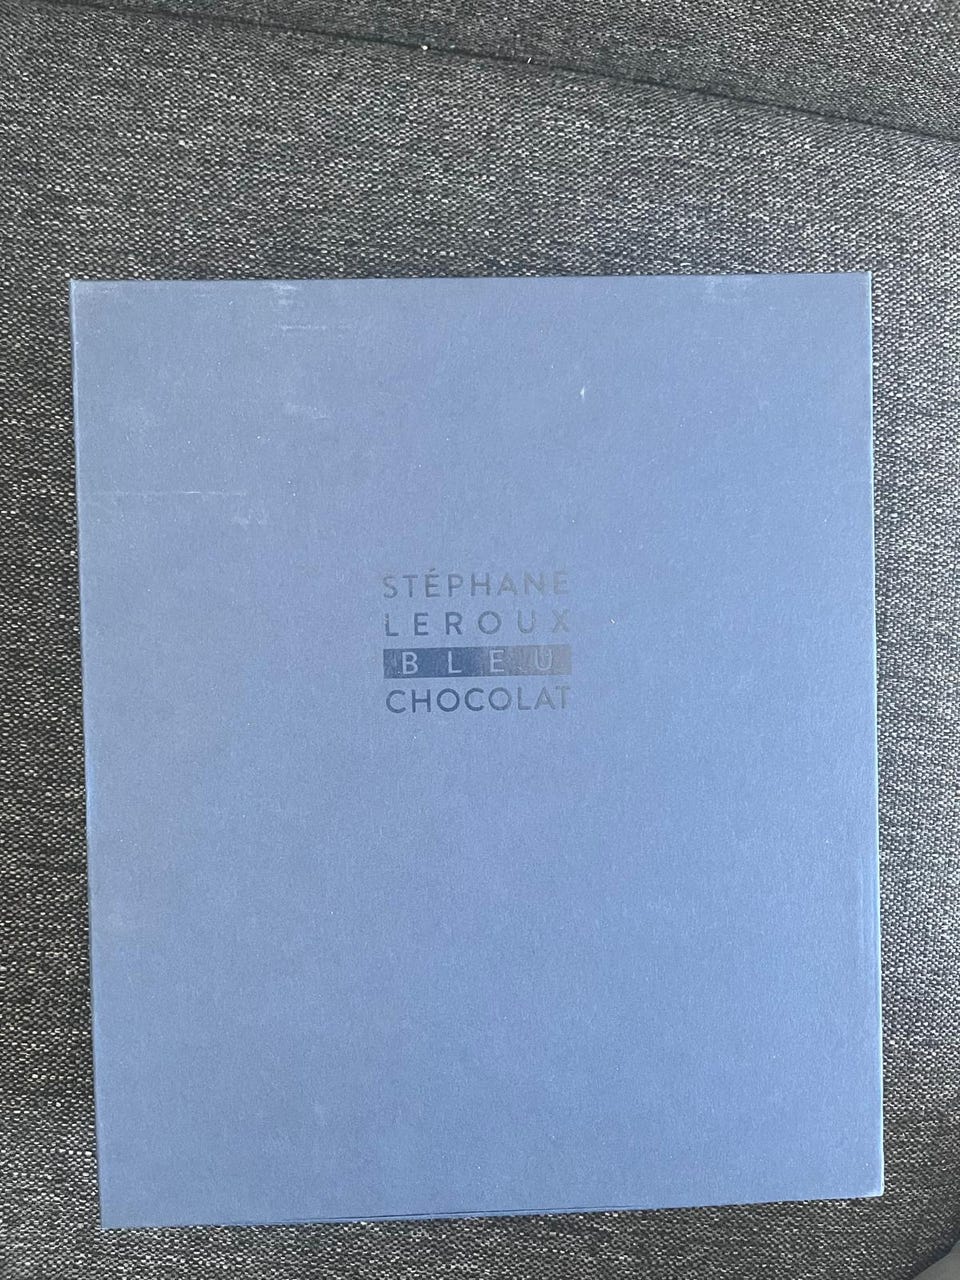 STÉPHANE
LEROUX
BLEU
CHOCOLAT